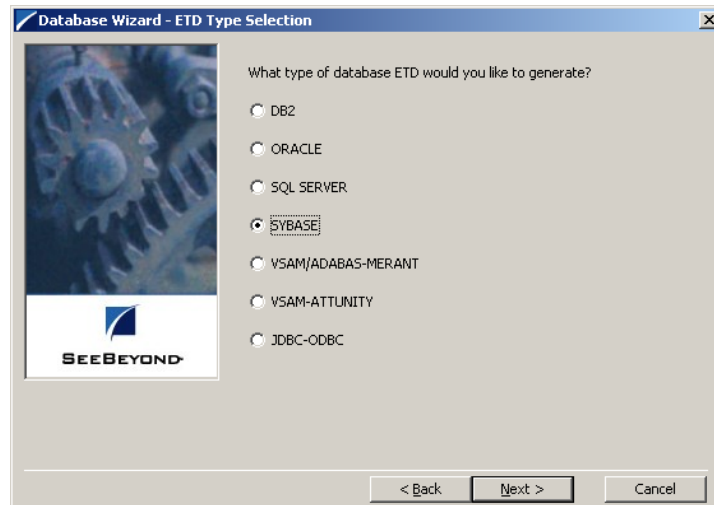 Database Wizard - ETD Type Selection
What type of database ETD would you like to generate?
DB2
ORACLE
SQL SERVER
SYBASE
VSAM/ADABAS-MERANT
VSAM-ATTUNITY
JDBC-ODBC
SEEBEYOND
< Back
Next >
Cancel